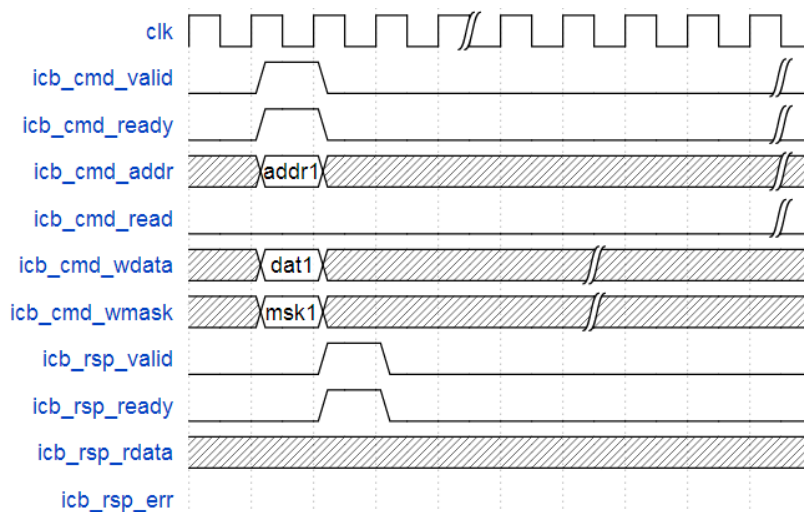 clk
icb_cmd_valid
icb_cmd_ready
icb_cmd_addr addr1
icb_cmd_read
icb_cmd_wdata dat1
icb_cmd_wmask msk1
icb_rsp_valid
icb_rsp_ready
icb_rsp_rdata
icb_rsp_err